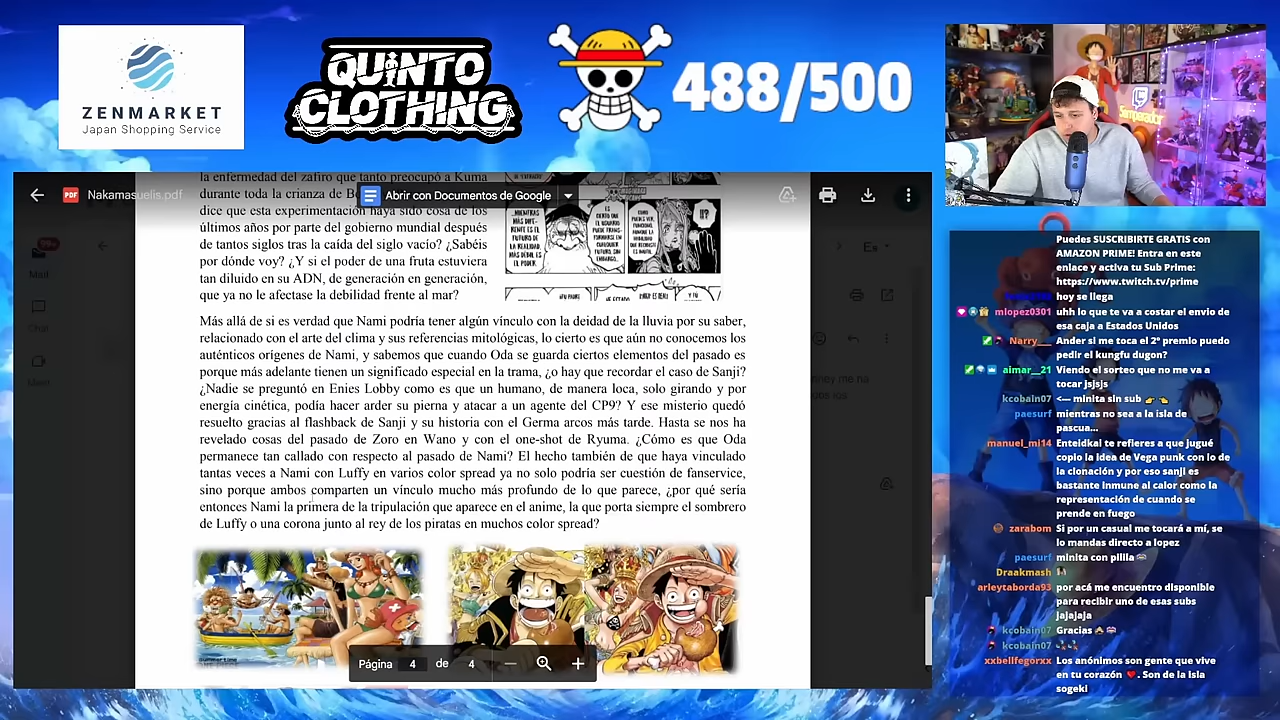 ZENMARKET
Japan Shopping Service
QUINTO
CLOTHING
488/500
Nakamasuelis.pdf
Abrir con Documentos de Google
la enfermedad del zafiro que tanto preocupó a Kuma
durante toda la crianza de B
dice que esta experimentación haya sido cosa de los
últimos años por parte del gobierno mundial después
de tantos siglos tras la caída del siglo vacío? ¿Sabéis
por dónde voy? ¿Y si el poder de una fruta estuviera
tan diluido en su ADN, de generación en generación,
que ya no le afectase la debilidad frente al mar?
Más allá de si es verdad que Nami podría tener algún vínculo con la deidad de la lluvia por su saber,
relacionado con el arte del clima y sus referencias mitológicas, lo cierto es que aún no conocemos los
auténticos orígenes de Nami, y sabemos que cuando Oda se guarda ciertos elementos del pasado es
porque más adelante tienen un significado especial en la trama, ¿o hay que recordar el caso de Sanji?
¿Nadie se preguntó en Enies Lobby como es que un humano, de manera loca, solo girando y por
energía cinética, podía hacer arder su pierna y atacar a un agente del CP9? Y ese misterio quedó
resuelto gracias al flashback de Sanji y su historia con el Germa arcos más tarde. Hasta se nos ha
revelado cosas del pasado de Zoro en Wano y con el one-shot de Ryuma. ¿Cómo es que Oda
permanece tan callado con respecto al pasado de Nami? El hecho también de que haya vinculado
tantas veces a Nami con Luffy en varios color spread ya no solo podría ser cuestión de fanservice,
sino porque ambos comparten un vínculo mucho más profundo de lo que parece, ¿por qué sería
entonces Nami la primera de la tripulación que aparece en el anime, la que porta siempre el sombrero
de Luffy o una corona junto al rey de los piratas en muchos color spread?
Página 4 de 4
Mail
Chat
Meet
Puedes SUSCRIBIRTE GRATIS con
AMAZON PRIME! Entra en este
enlace y activa tu Sub Prime:
https://www.twitch.tv/prime
hoy se llega
mlopez0301 uhh lo que te va a costar el envio de
esa caja a Estados Unidos
Narry__ Ander si me toca el 2º premio puedo
pedir el kungfu dugon?
aimar__21 Viendo el sorteo que no me va a
tocar jsjsjs
kcobain07 <— minita sin sub
paesurf mientras no sea a la isla de
pascua...
manuel_ml14 Enteidkai te refleres a que jugué
copio la idea de Vega punk con lo de
la clonación y por eso sanji es
bastante inmune al calor como la
representación de cuando se
prende en fuego
zarabom Si por un casual me tocará a mí, se
lo mandas directo a lopez
paesurf minita con pilila
Draakmash
arleytaborda93 por acá me encuentro disponible
para recibir uno de esas subs
jajajaja
kcobain07 Gracias
kcobain07
xxbellfegorxx Los anónimos son gente que vive
en tu corazón ❤. Son de la isla
sogeki